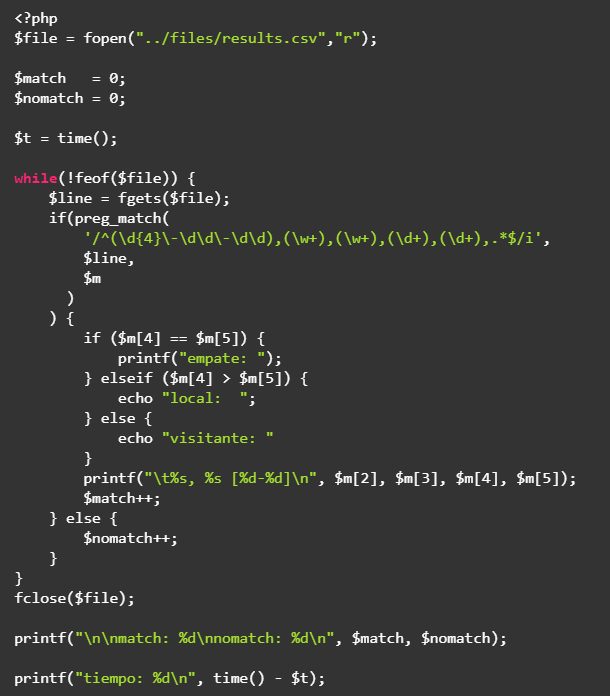 <?php
$file = fopen("../files/results.csv","r");
$match   = 0;
$nomatch = 0;
$t = time();
while(!feof($file)) {
    $line = fgets($file);
    if(preg_match(
        '/^(\d{4}\-\d\d\-\d\d),(\w+),(\w+),(\d+),(\d+),.*$/i',
        $line,
        $m
      )
    ) {
        if ($m[4] == $m[5]) {
            printf("empate: ");
        } elseif ($m[4] > $m[5]) {
            echo "local:  ";
        } else {
            echo "visitante: "
        }
        printf("\t%s, %s [%d-%d]\n", $m[2], $m[3], $m[4], $m[5]);
        $match++;
    } else {
        $nomatch++;
    }
}
fclose($file);
printf("\n\nmatch: %d\nnomatch: %d\n", $match, $nomatch);
printf("tiempo: %d\n", time() - $t);